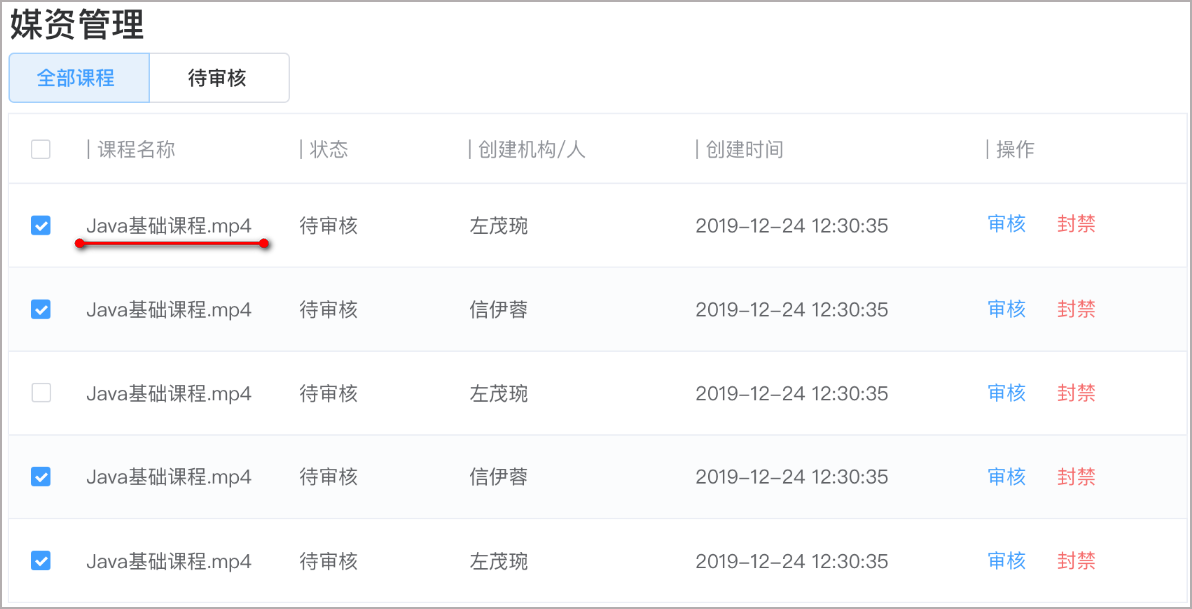 媒资管理
全部课程 待审核
| 课程名称 | 状态 | 创建机构/人 | 创建时间 | 操作
Java基础课程.mp4 待审核 左茂琬 2019-12-24 12:30:35 审核 封禁
Java基础课程.mp4 待审核 信伊蓉 2019-12-24 12:30:35 审核 封禁
Java基础课程.mp4 待审核 左茂琬 2019-12-24 12:30:35 审核 封禁
Java基础课程.mp4 待审核 信伊蓉 2019-12-24 12:30:35 审核 封禁
Java基础课程.mp4 待审核 左茂琬 2019-12-24 12:30:35 审核 封禁